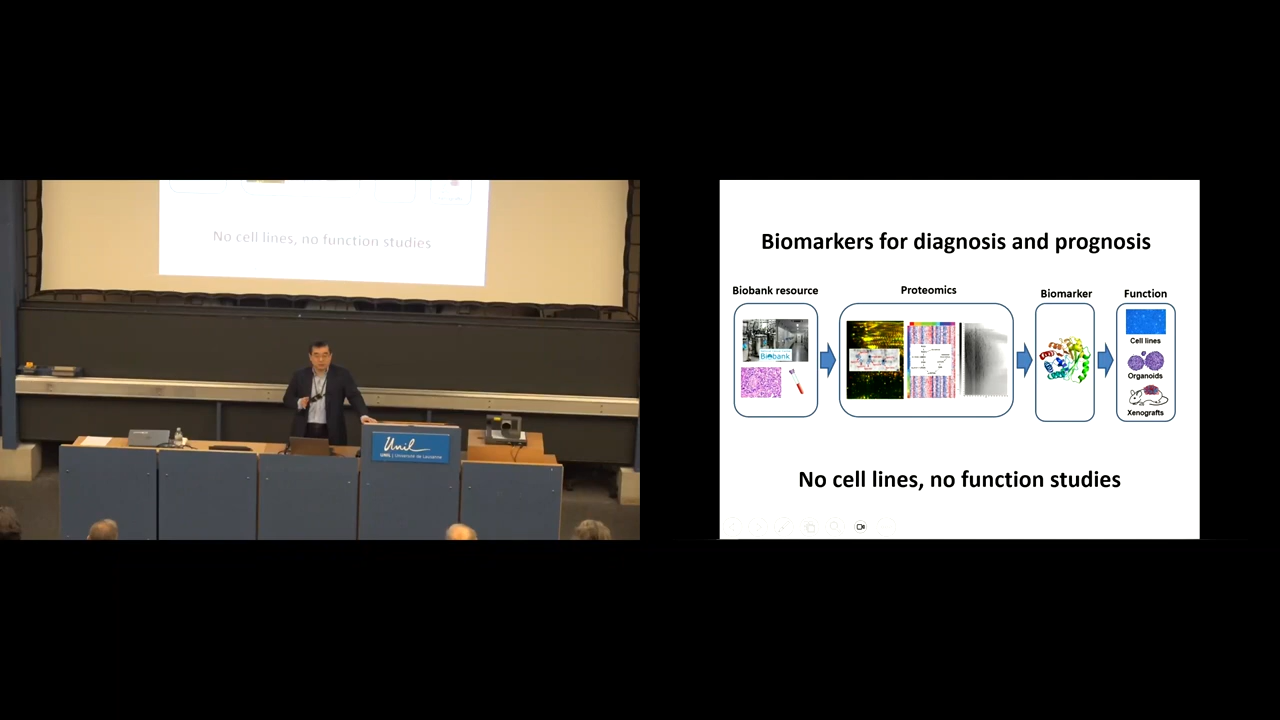 No cell lines, no function studies
Unil
UNIL | Université de Lausanne
Biomarkers for diagnosis and prognosis
Biobank resource
Proteomics
Biomarker
Function
Biobank
Cell lines
Organoids
Xenografts
No cell lines, no function studies